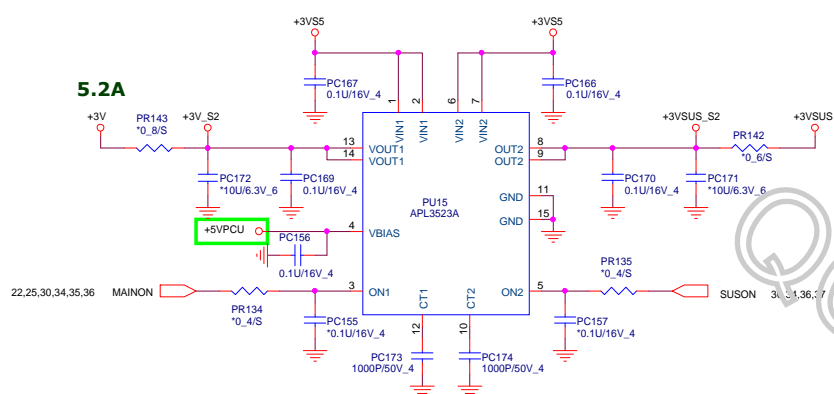 +3VS5
+3VS5
5.2A
PC167
0.1U/16V_4
PC166
0.1U/16V_4
1
2
6
7
VIN1
VIN1
VIN2
VIN2
+3V
PR143
*0_8/S
+3V_S2
+3VSUS_S2
PR142
*0_6/S
+3VSUS
13
14
VOUT1
VOUT1
OUT2
OUT2
8
9
PC172
*10U/6.3V_6
PC169
0.1U/16V_4
PC170
0.1U/16V_4
PC171
*10U/6.3V_6
PU15
APL3523A
GND
11
GND
15
+5VPCU
4
VBIAS
PC156
0.1U/16V_4
22,25,30,34,35,36
MAINON
PR134
*0_4/S
3
ON1
ON2
5
PR135
*0_4/S
SUSON
CT1
CT2
12
10
PC155
*0.1U/16V_4
PC157
*0.1U/16V_4
PC173
1000P/50V_4
PC174
1000P/50V_4